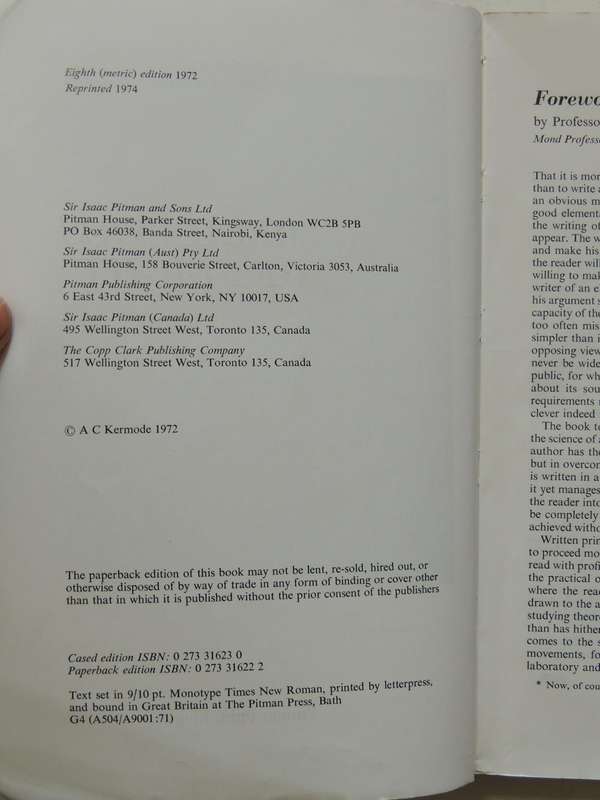 Eighth (metric) edition 1972
Reprinted 1974
Sir Isaac Pitman and Sons Ltd
Pitman House, Parker Street, Kingsway, London WC2B 5PB
PO Box 46038, Banda Street, Nairobi, Kenya
Sir Isaac Pitman (Aust) Pty Ltd
Pitman House, 158 Bouverie Street, Carlton, Victoria 3053, Australia
Pitman Publishing Corporation
6 East 43rd Street, New York, NY 10017, USA
Sir Isaac Pitman (Canada) Ltd
495 Wellington Street West, Toronto 135, Canada
The Copp Clark Publishing Company
517 Wellington Street West, Toronto 135, Canada
© A C Kermode 1972
The paperback edition of this book may not be lent, re-sold, hired out, or
otherwise disposed of by way of trade in any form of binding or cover other
than that in which it is published without the prior consent of the publishers
Cased edition ISBN: 0 273 31623 0
Paperback edition ISBN: 0 273 31622 2
Text set in 9/10 pt. Monotype Times New Roman, printed by letterpress,
and bound in Great Britain at The Pitman Press, Bath
G4 (A504/A9001:71)
Forewo
by Professo
Mond Professo
That it is mor
than to write a
an obvious m
good element
the writing of
appear. The w
and make his
the reader will
willing to mak
writer of an e
his argument s
capacity of the
too often mis
simpler than i
opposing view
never be wide
public, for wh
about its sou
requirements
clever indeed
The book to
the science of a
author has the
but in overcom
is written in a
it yet manages
the reader into
be completely
achieved witho
Written prin
to proceed mo
read with profi
the practical o
where the rea
drawn to the a
studying theor
than has hither
comes to the s
movements, fo
laboratory and
* Now, of cou